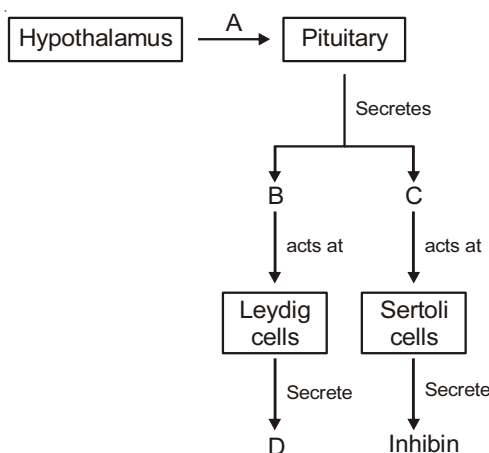 Hypothalamus A Pituitary
Secretes
B C
acts at acts at
Leydig cells Sertoli cells
Secrete Secrete
D Inhibin